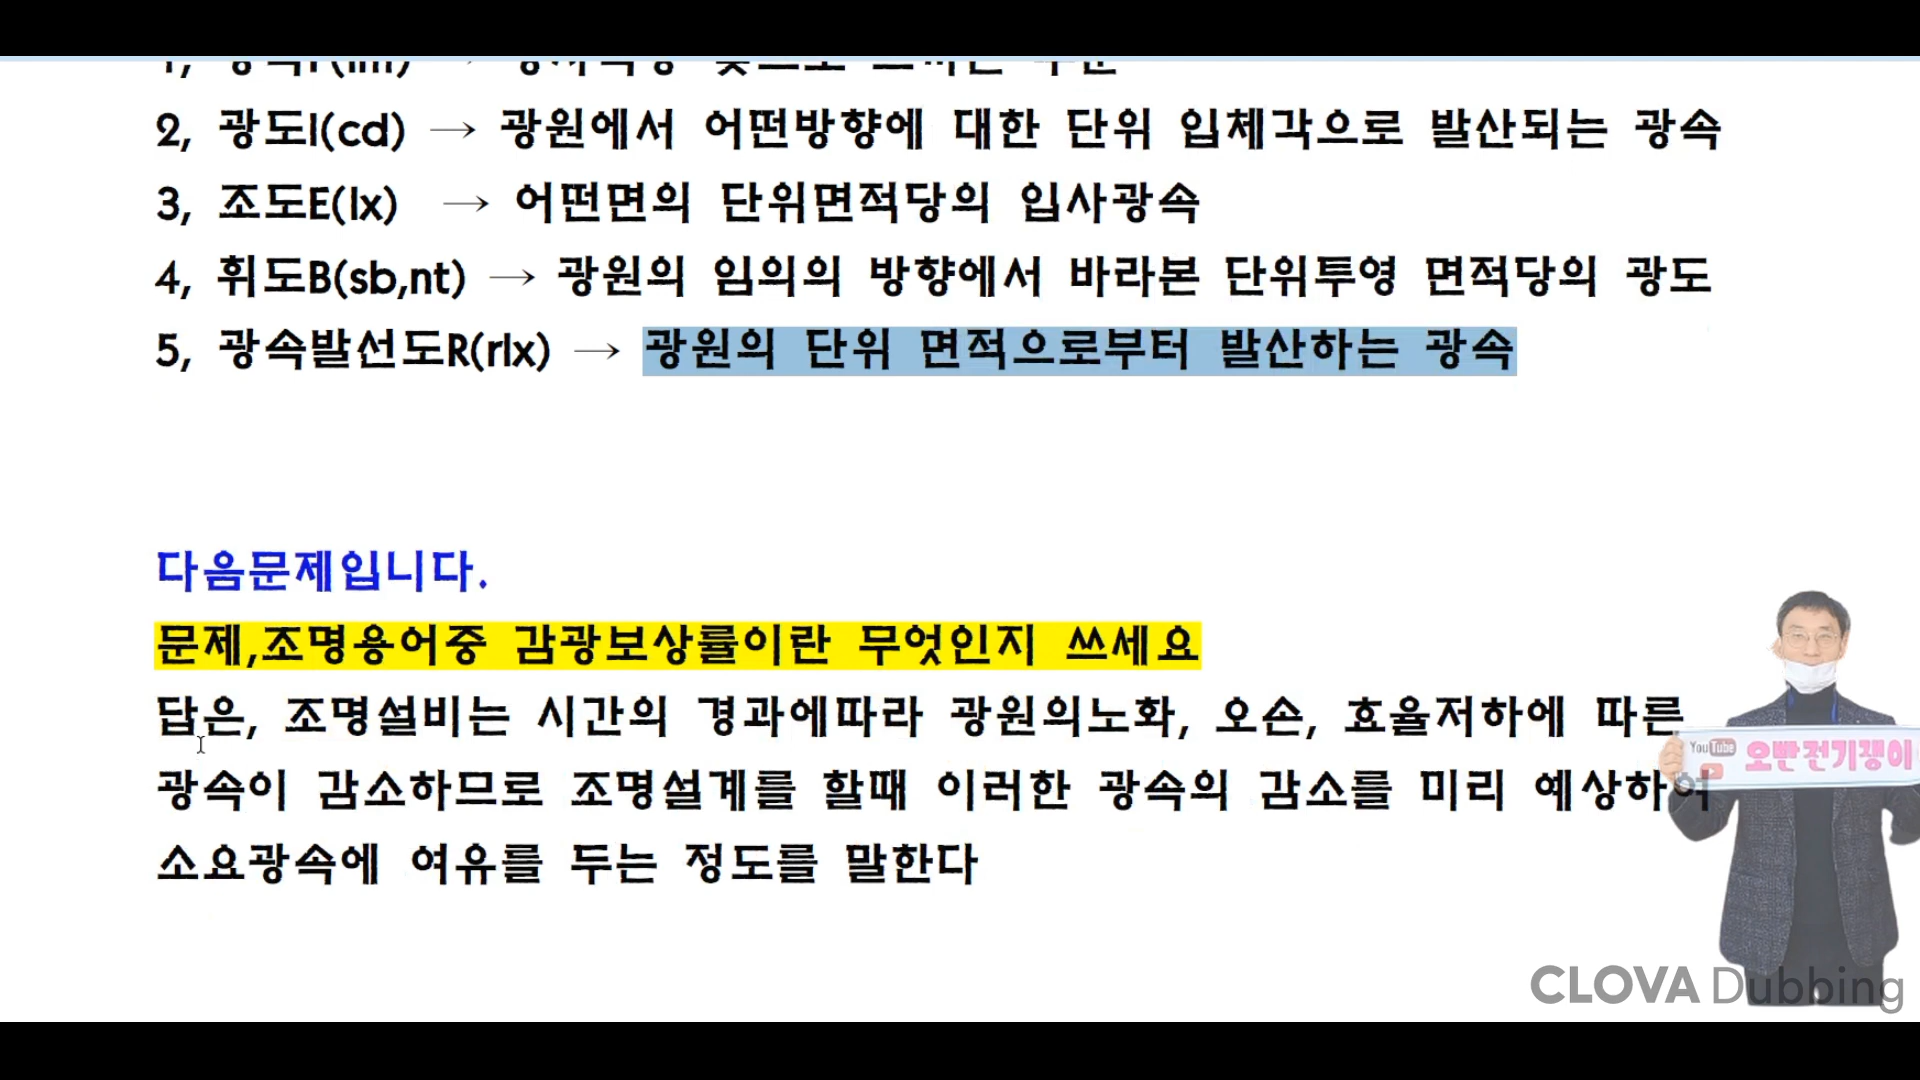 2, 광도I(cd) → 광원에서 어떤방향에 대한 단위 입체각으로 발산되는 광속
3, 조도E(lx) → 어떤면의 단위면적당의 입사광속
4, 휘도B(sb,nt) → 광원의 임의의 방향에서 바라본 단위투영 면적당의 광도
5, 광속발선도R(rlx) → 광원의 단위 면적으로부터 발산하는 광속
다음문제입니다.
문제,조명용어중 감광보상률이란 무엇인지 쓰세요
답은, 조명설비는 시간의 경과에따라 광원의노화, 오손, 효율저하에 따른
광속이 감소하므로 조명설계를 할때 이러한 광속의 감소를 미리 예상하여
소요광속에 여유를 두는 정도를 말한다
YouTube 오빤전기쟁이
CLOVA Dubbing